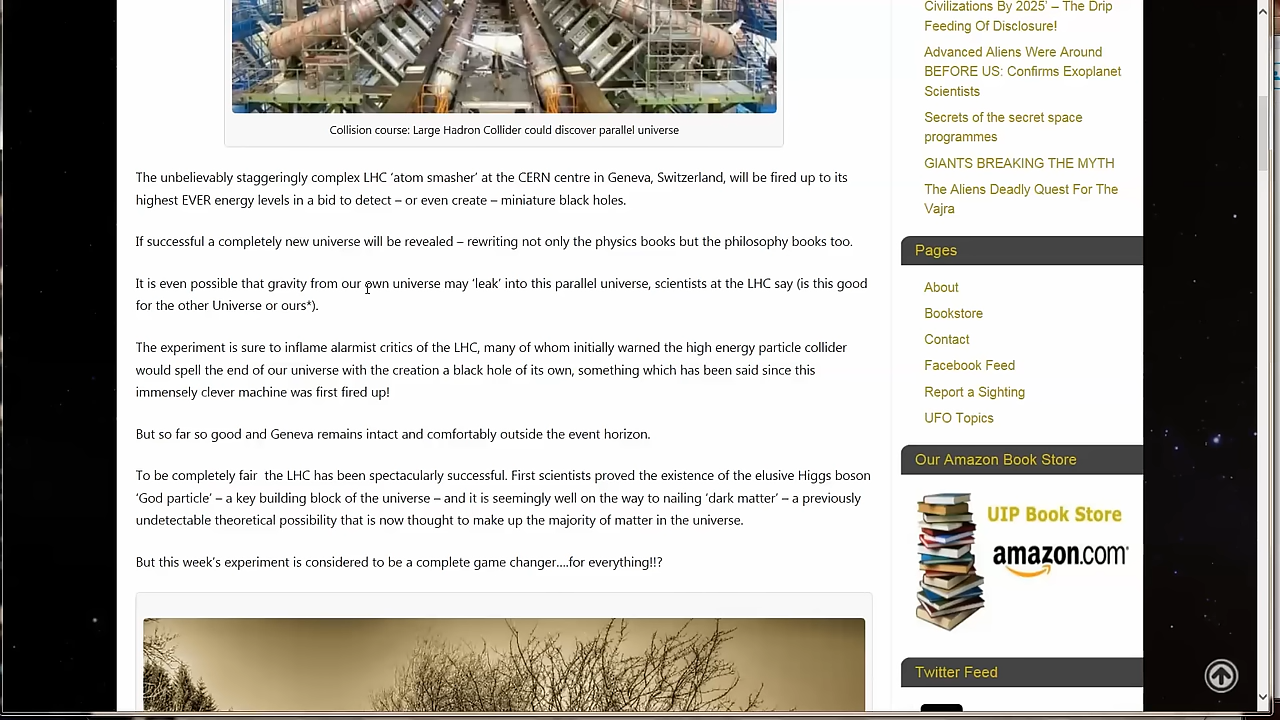 Collision course: Large Hadron Collider could discover parallel universe
The unbelievably staggeringly complex LHC ‘atom smasher’ at the CERN centre in Geneva, Switzerland, will be fired up to its
highest EVER energy levels in a bid to detect – or even create – miniature black holes.
If successful a completely new universe will be revealed – rewriting not only the physics books but the philosophy books too.
It is even possible that gravity from our own universe may ‘leak’ into this parallel universe, scientists at the LHC say (is this good
for the other Universe or ours*).
The experiment is sure to inflame alarmist critics of the LHC, many of whom initially warned the high energy particle collider
would spell the end of our universe with the creation a black hole of its own, something which has been said since this
immensely clever machine was first fired up!
But so far so good and Geneva remains intact and comfortably outside the event horizon.
To be completely fair  the LHC has been spectacularly successful. First scientists proved the existence of the elusive Higgs boson
‘God particle’ – a key building block of the universe – and it is seemingly well on the way to nailing ‘dark matter’ – a previously
undetectable theoretical possibility that is now thought to make up the majority of matter in the universe.
But this week’s experiment is considered to be a complete game changer....for everything!!?
Civilizations By 2025’ – The Drip
Feeding Of Disclosure!
Advanced Aliens Were Around
BEFORE US: Confirms Exoplanet
Scientists
Secrets of the secret space
programmes
GIANTS BREAKING THE MYTH
The Aliens Deadly Quest For The
Vajra
Pages
About
Bookstore
Contact
Facebook Feed
Report a Sighting
UFO Topics
Our Amazon Book Store
UIP Book Store
amazon.com
Twitter Feed